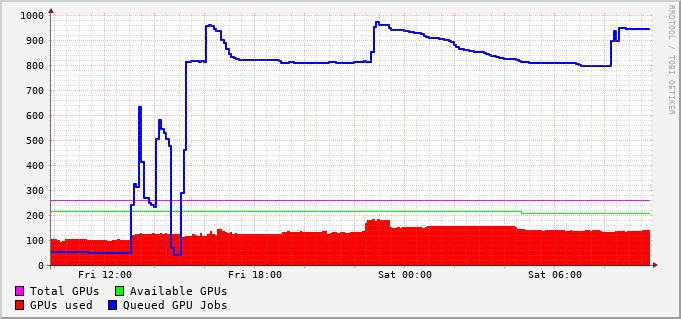 1000
900
800
700
600
500
400
300
200
100
0
Fri 12:00 Fri 18:00 Sat 00:00 Sat 06:00
Total GPUs Available GPUs
GPUs used Queued GPU Jobs
RRDTOOL / TOBI OETIKER